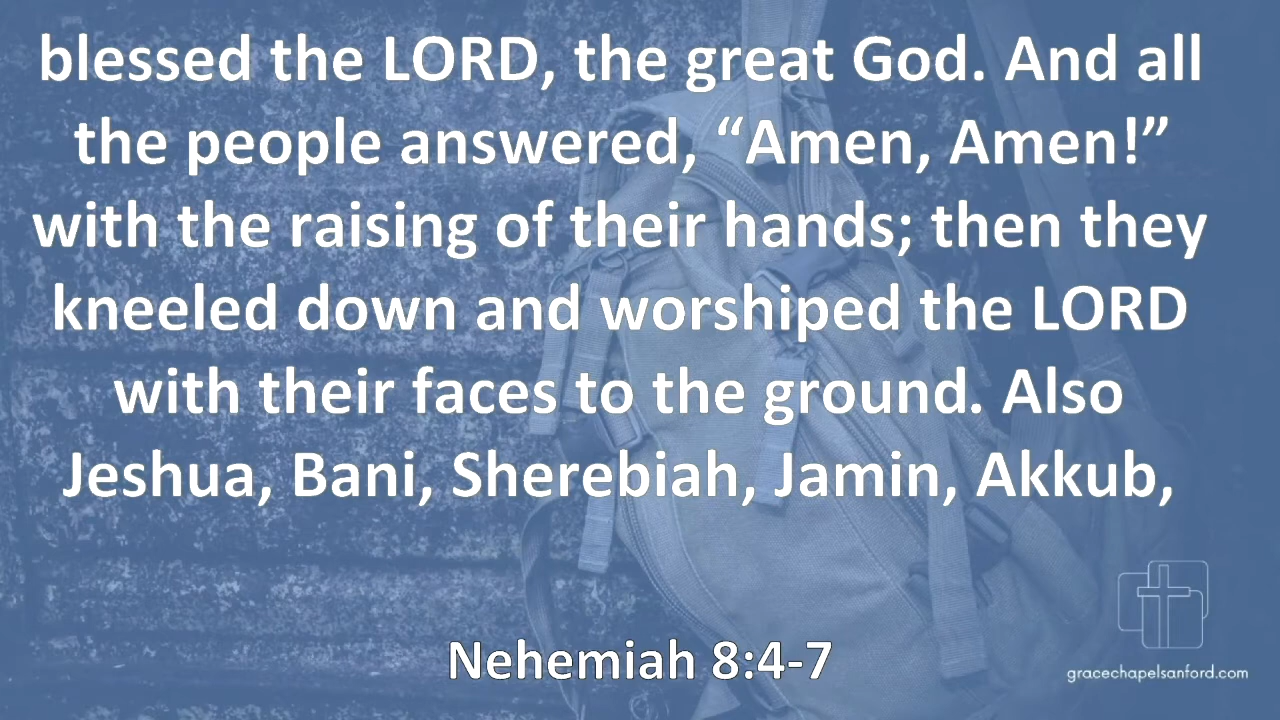 blessed the LORD, the great God. And all
the people answered, “Amen, Amen!”
with the raising of their hands; then they
kneeled down and worshiped the LORD
with their faces to the ground. Also
Jeshua, Bani, Sherebiah, Jamin, Akkub,
Nehemiah 8:4-7
gracechapelsanford.com